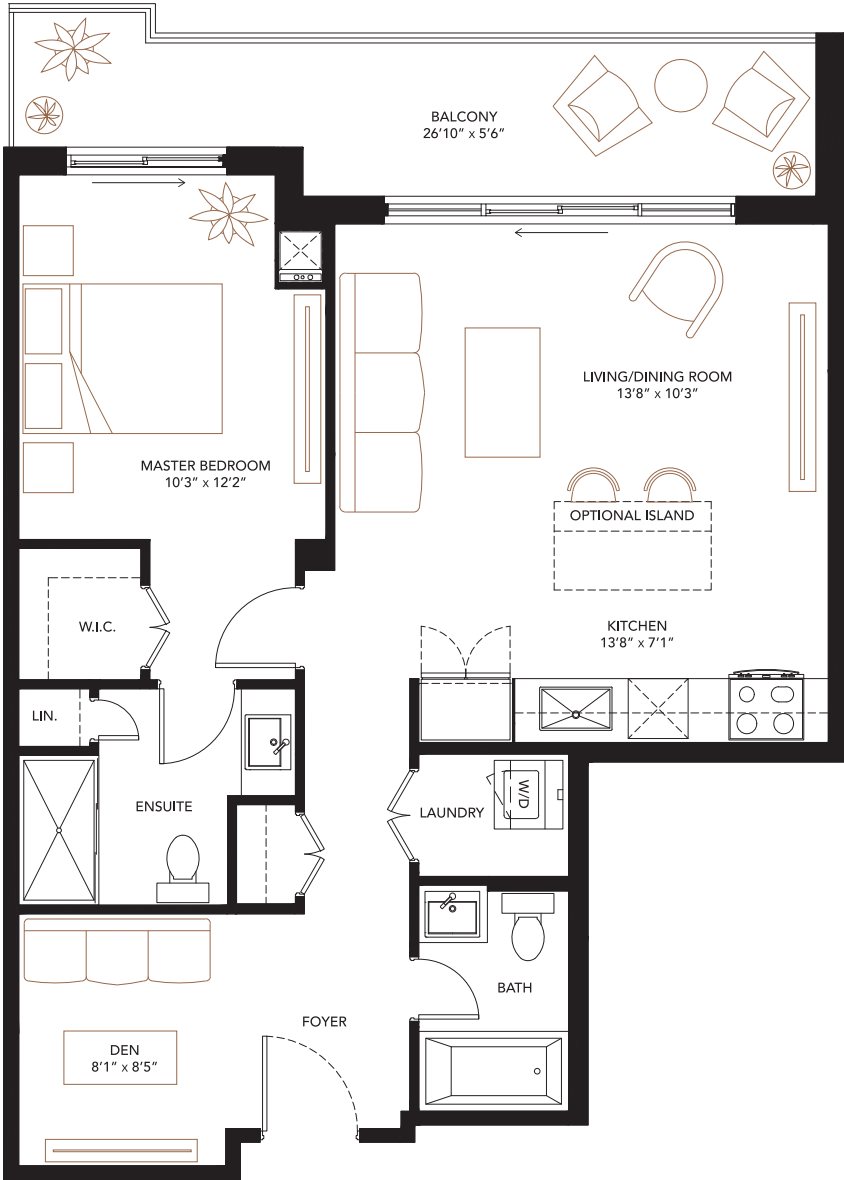 BALCONY
26'10" x 5'6"
LIVING/DINING ROOM
13'8" x 10'3"
MASTER BEDROOM
10'3" x 12'2"
OPTIONAL ISLAND
W.I.C.
KITCHEN
13'8" x 7'1"
LIN.
ENSUITE
LAUNDRY
W/D
BATH
FOYER
DEN
8'1" x 8'5"